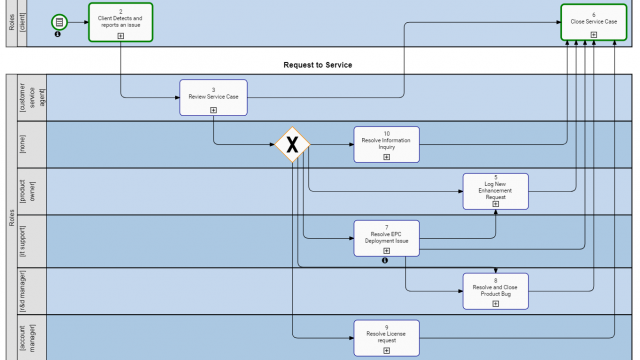 Roles
[client]
2
Client Detects and
reports an issue
6
Close Service Case
Request to Service
Roles
[customer
service
agent]
3
Review Service Case
[none]
X
10
Resolve Information
Inquiry
[product
owner]
5
Log New
Enhancement
Request
[it support]
7
Resolve EPC
Deployment Issue
[r&d manager]
8
Resolve and Close
Product Bug
[account
manager]
9
Resolve License
request